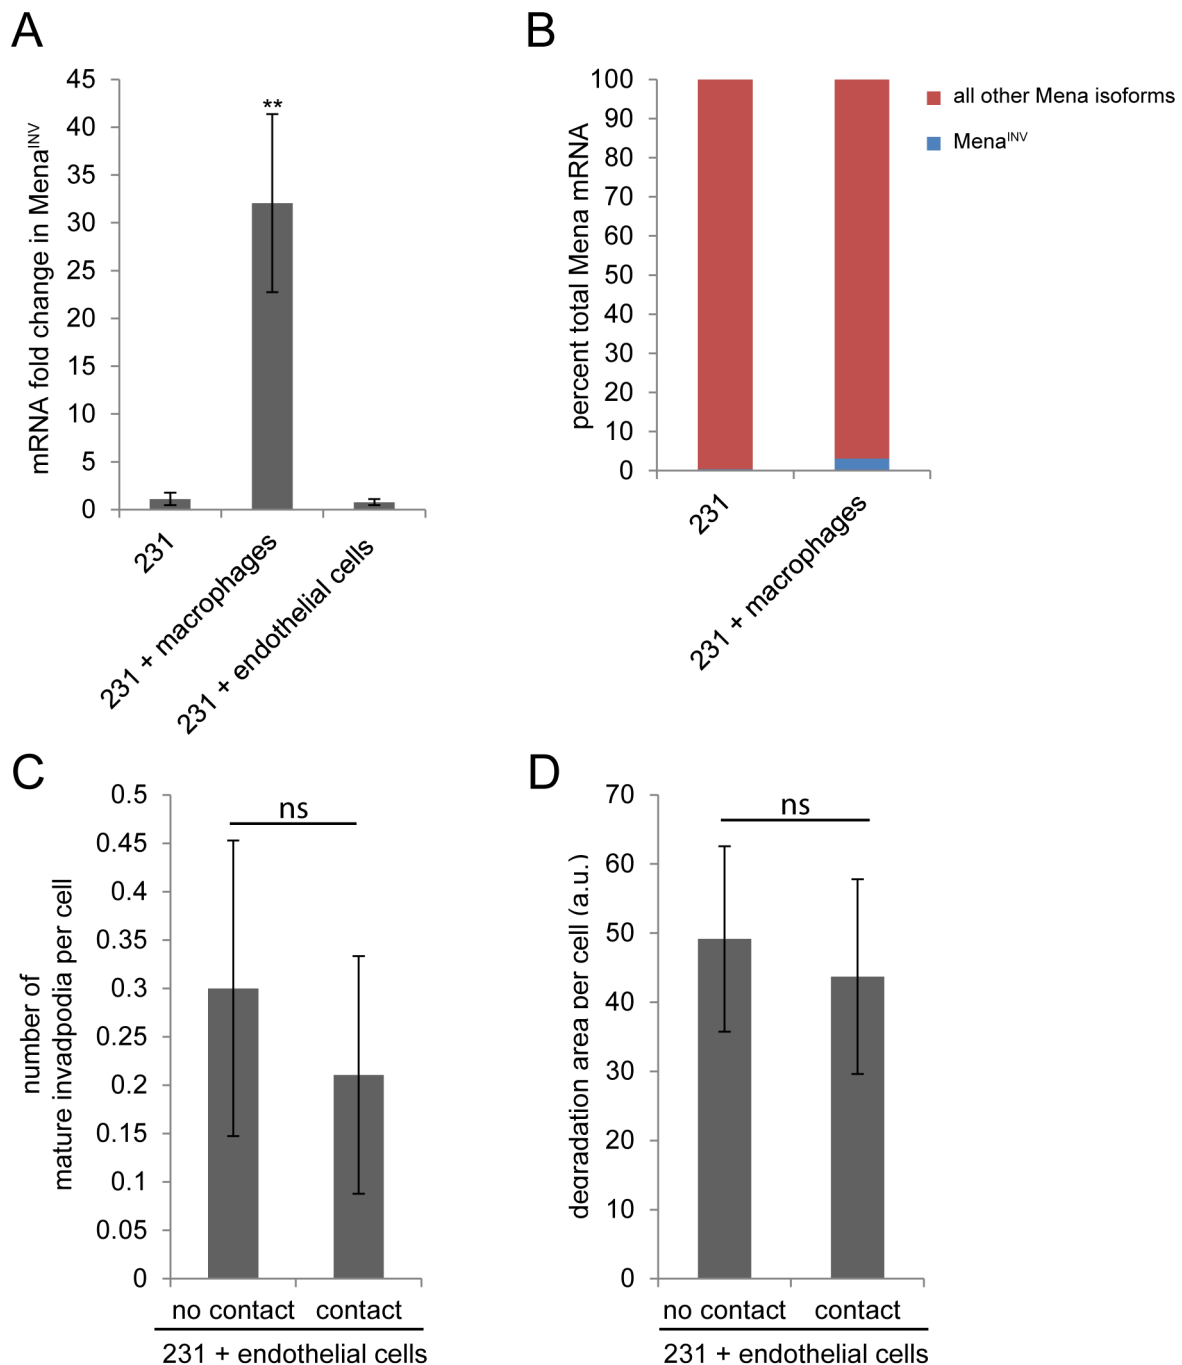 A
mRNA fold change in Mena^INV
45
40
35
30
25
20
15
10
5
0
**
231
231 + macrophages
231 + endothelial cells
B
percent total Mena mRNA
100
90
80
70
60
50
40
30
20
10
0
231
231 + macrophages
all other Mena isoforms
Mena^INV
C
number of
mature invadpodia per cell
0.5
0.45
0.4
0.35
0.3
0.25
0.2
0.15
0.1
0.05
0
ns
no contact
contact
231 + endothelial cells
D
degradation area per cell (a.u.)
70
60
50
40
30
20
10
0
ns
no contact
contact
231 + endothelial cells